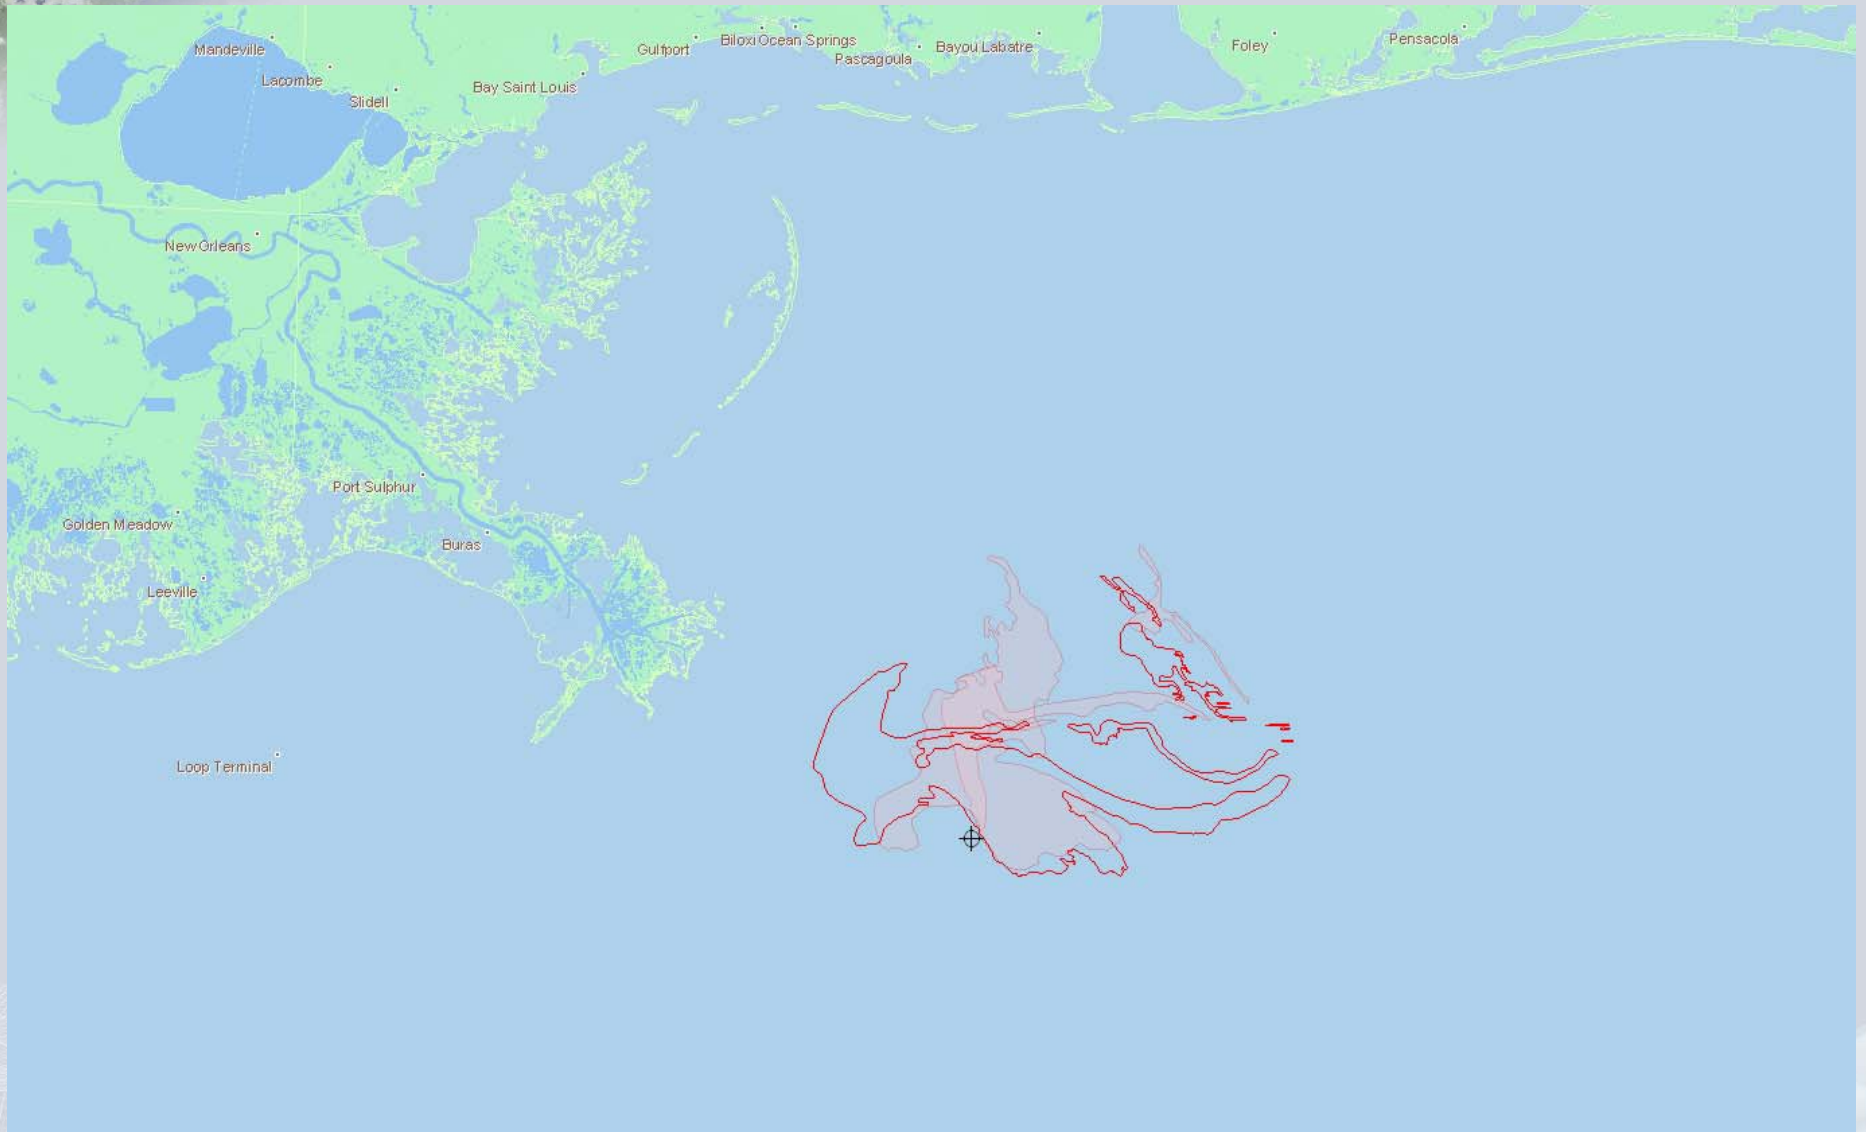 Mandeville
Lacombe
Slidell
Bay Saint Louis
Gulfport
Biloxi
Ocean Springs
Pascagoula
Bayou Labatre
Foley
Pensacola
New Orleans
Port Sulphur
Golden Meadow
Buras
Leeville
Loop Terminal